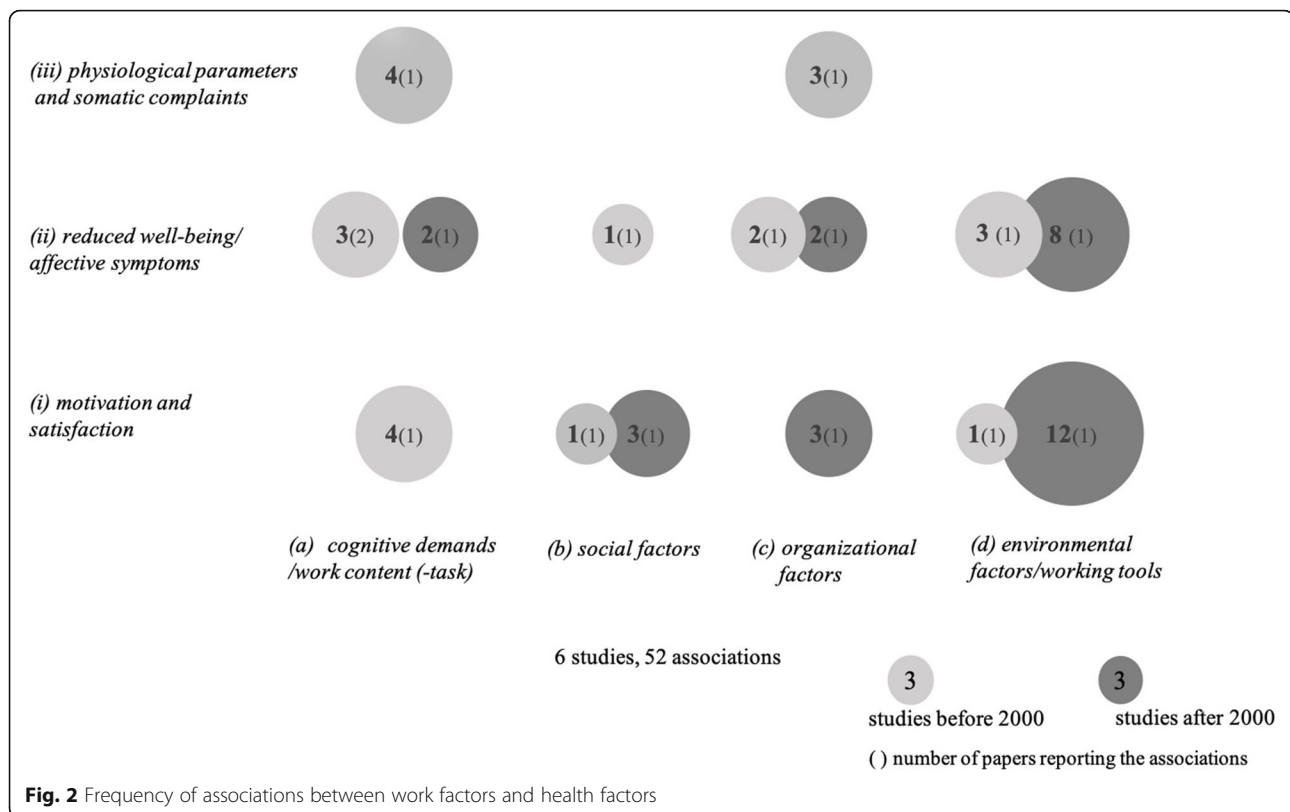 (iii) physiological parameters
and somatic complaints
4(1)
3(1)
(ii) reduced well-being/
affective symptoms
3(2)
2(1)
1(1)
2(1)
2(1)
3 (1)
8 (1)
(i) motivation and
satisfaction
4(1)
1(1)
3(1)
3(1)
1(1)
12(1)
(a) cognitive demands
/work content (-task)
(b) social factors
(c) organizational
factors
(d) environmental
factors/working tools
6 studies, 52 associations
3
studies before 2000
3
studies after 2000
( ) number of papers reporting the associations
Fig. 2 Frequency of associations between work factors and health factors